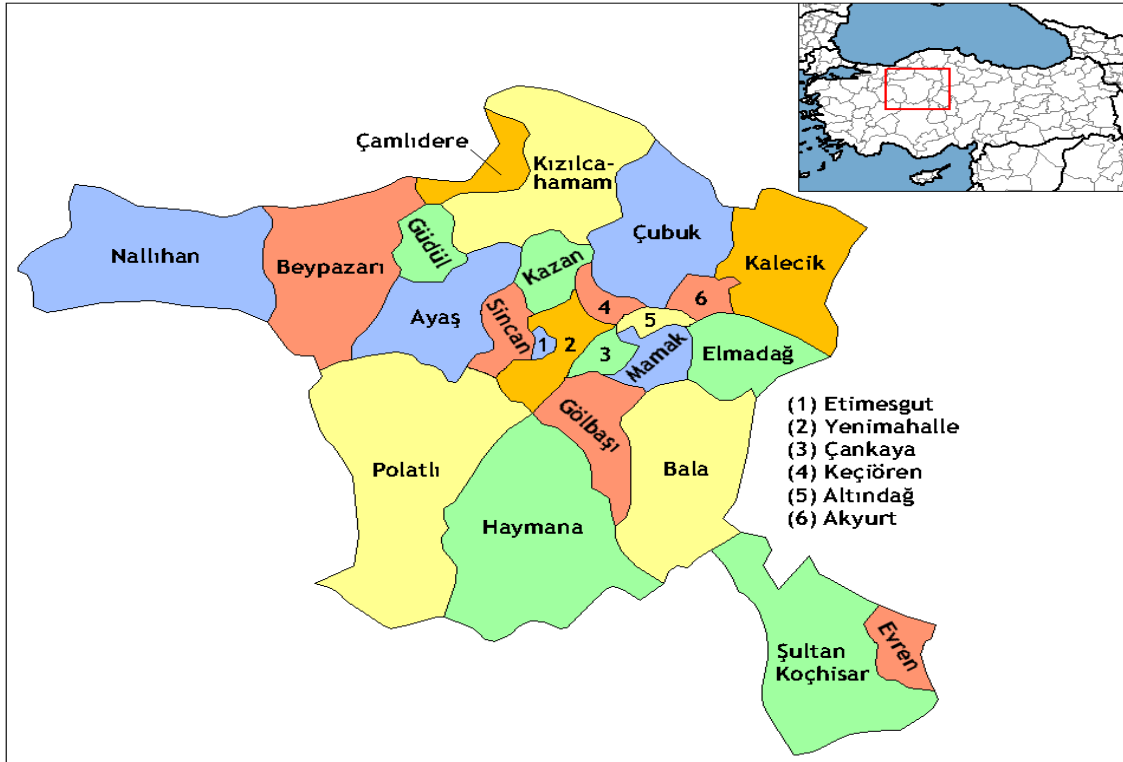 Çamlıdere
Kızılca-
hamam
Nallıhan
Beypazarı
Güdül
Kazan
Çubuk
Kalecik
Ayaş
Sincan
1
2
3
4
5
6
Mamak
Elmadağ
Gölbaşı
Polatlı
Haymana
Bala
(1) Etimesgut
(2) Yenimahalle
(3) Çankaya
(4) Keçiören
(5) Altındağ
(6) Akyurt
Şultan
Koçhisar
Evren